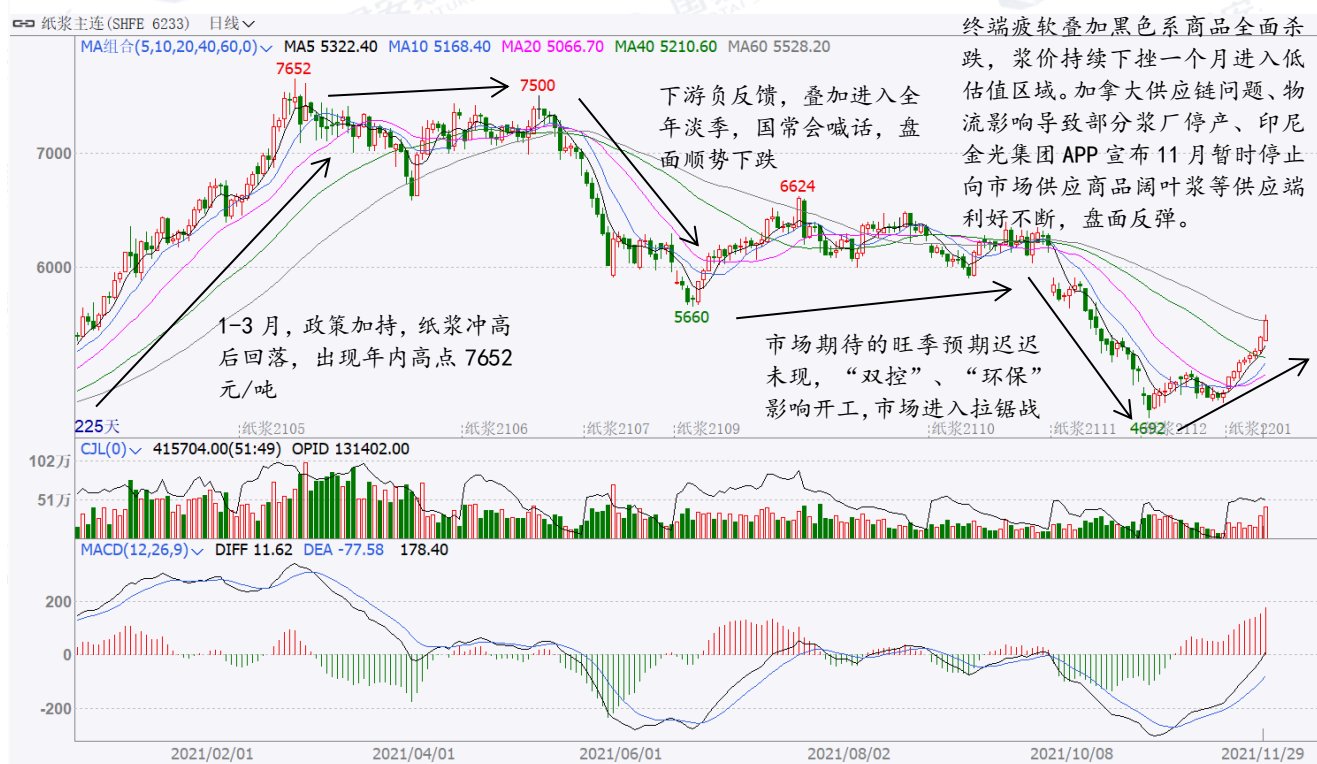 纸浆主连(SHFE 6233) 日线
MA组合(5,10,20,40,60,0) MA5 5322.40 MA10 5168.40 MA20 5066.70 MA40 5210.60 MA60 5528.20
终端疲软叠加黑色系商品全面杀
跌，浆价持续下挫一个月进入低
估值区域。加拿大供应链问题、物
流影响导致部分浆厂停产、印尼
金光集团 APP 宣布 11 月暂时停止
向市场供应商品阔叶浆等供应端
利好不断，盘面反弹。
7652
7500
下游负反馈，叠加进入全
年淡季，国常会喊话，盘
面顺势下跌
7000
6624
6000
5660
1-3 月，政策加持，纸浆冲高
后回落，出现年内高点 7652
元/吨
市场期待的旺季预期迟迟
未现，“双控”、“环保”
影响开工,市场进入拉锯战
4692
225天
纸浆2105 纸浆2106 纸浆2107 纸浆2109 纸浆2110 纸浆2111 纸浆2112 纸浆2201
CJL(0) 415704.00(51:49) OPID 131402.00
102万
51万
MACD(12,26,9) DIFF 11.62 DEA -77.58 178.40
200
0
-200
2021/02/01 2021/04/01 2021/06/01 2021/08/02 2021/10/08 2021/11/29